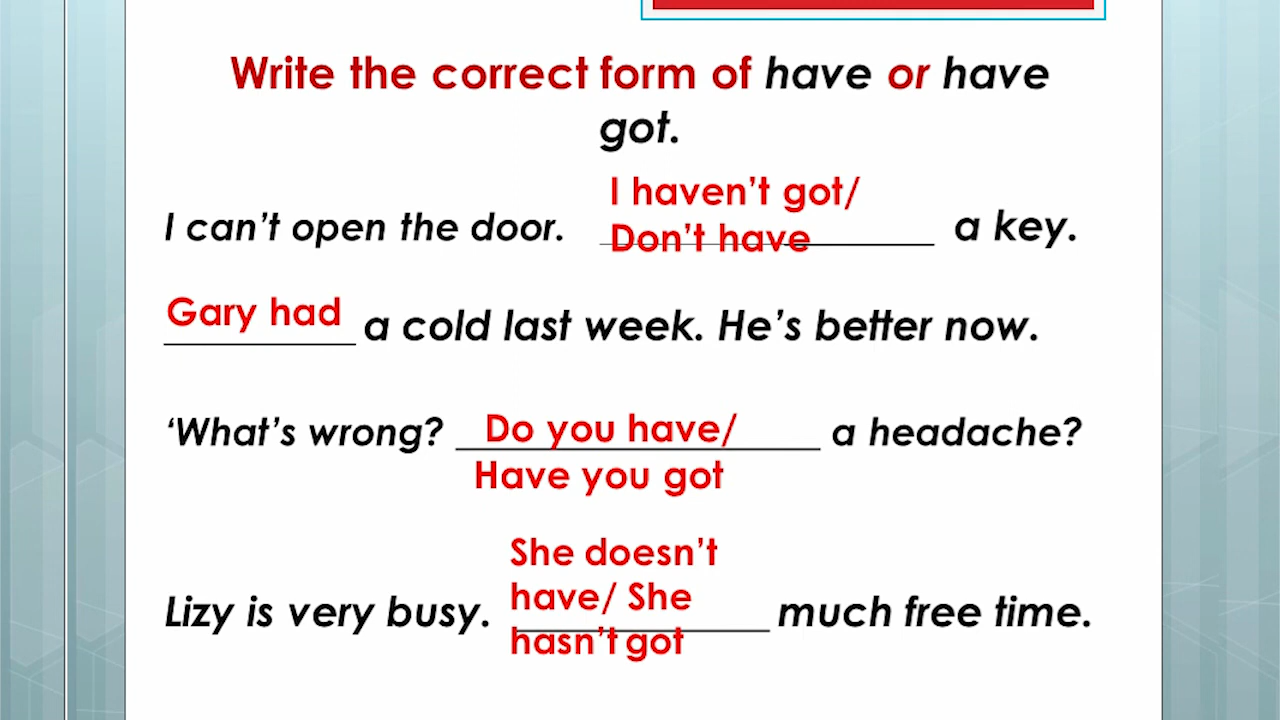 Write the correct form of have or have
got.
I haven't got/
I can't open the door. Don't have a key.
Gary had a cold last week. He's better now.
‘What's wrong? Do you have/ a headache?
Have you got
She doesn't
have/ She
Lizy is very busy. hasn't got much free time.